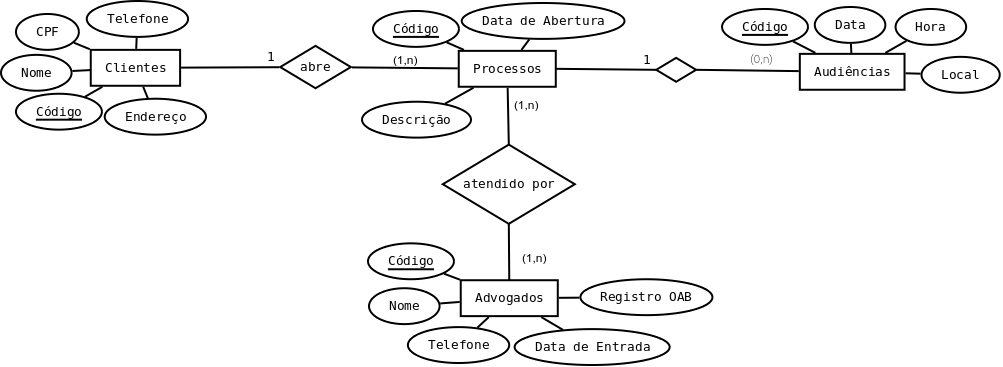 Telefone
CPF
Clientes
Nome
Código
Endereço
1
abre
(1,n)
Código
Data de Abertura
Processos
Descrição
(1,n)
1
(0,n)
Código
Data
Hora
Audiências
Local
atendido por
(1,n)
Código
Nome
Advogados
Registro OAB
Telefone
Data de Entrada